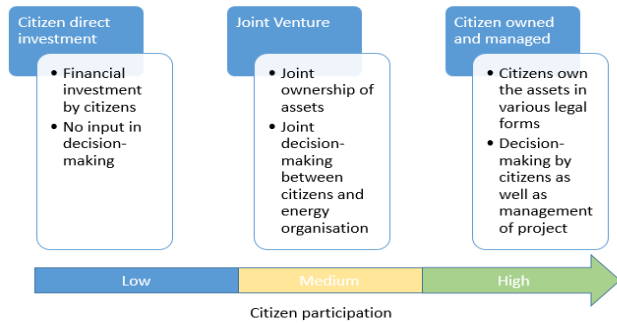 Citizen direct
investment
• Financial
investment
by citizens
• No input in
decision-
making
Joint Venture
• Joint
ownership of
assets
• Joint
decision-
making
between
citizens and
energy
organisation
Citizen owned
and managed
• Citizens own
the assets in
various legal
forms
• Decision-
making by
citizens as
well as
management
of project
Low
Medium
High
Citizen participation